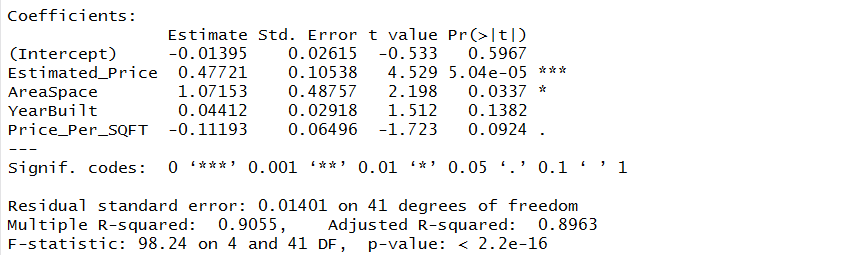 Coefficients:
Estimate Std. Error t value Pr(>|t|)
(Intercept) -0.01395 0.02615 -0.533 0.5967
Estimated_Price 0.47721 0.10538 4.529 5.04e-05 ***
AreaSpace 1.07153 0.48757 2.198 0.0337 *
YearBuilt 0.04412 0.02918 1.512 0.1382
Price_Per_SQFT -0.11193 0.06496 -1.723 0.0924 .
---
Signif. codes: 0 ‘***’ 0.001 ‘**’ 0.01 ‘*’ 0.05 ‘.’ 0.1 ‘ ’ 1
Residual standard error: 0.01401 on 41 degrees of freedom
Multiple R-squared: 0.9055, Adjusted R-squared: 0.8963
F-statistic: 98.24 on 4 and 41 DF, p-value: < 2.2e-16